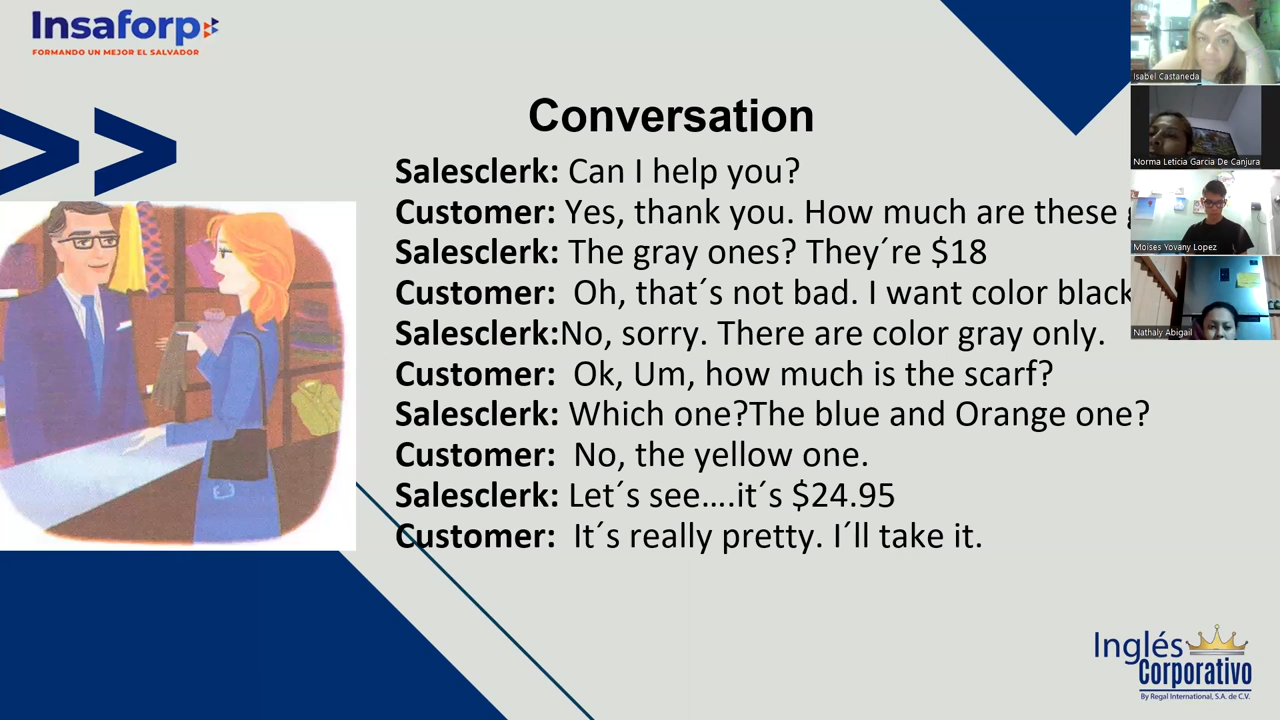 Insaforp
FORMANDO UN MEJOR EL SALVADOR
Conversation
Salesclerk: Can I help you?
Customer: Yes, thank you. How much are these
Salesclerk: The gray ones? They´re $18
Customer: Oh, that´s not bad. I want color black
Salesclerk:No, sorry. There are color gray only.
Customer: Ok, Um, how much is the scarf?
Salesclerk: Which one?The blue and Orange one?
Customer: No, the yellow one.
Salesclerk: Let´s see….it´s $24.95
Customer: It´s really pretty. I´ll take it.
Isabel Castaneda
Norma Leticia Garcia De Canjura
Moises Yovany Lopez
Nathaly Abigail
Inglés
Corporativo
By Regal International, S.A. de C.V.